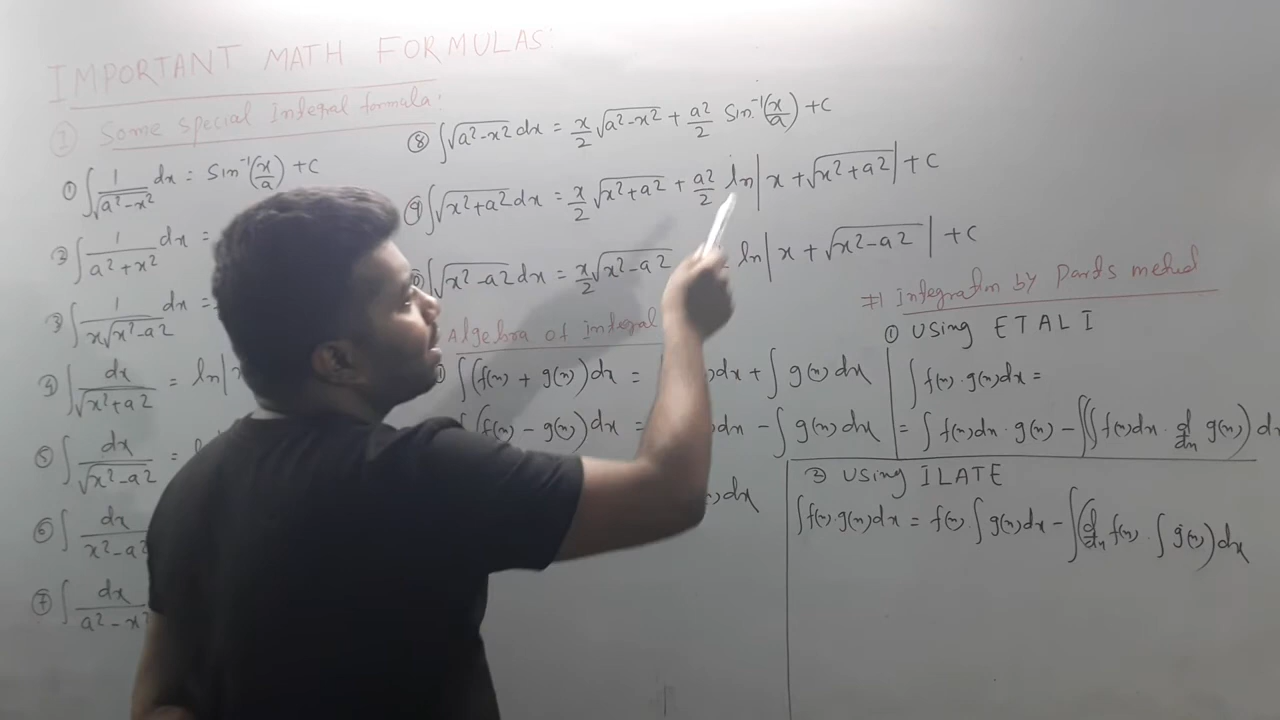 IMPORTANT MATH FORMULAS:
① Some special Integral formula:
① ∫ 1/√(a²-x²) dx = Sin⁻¹(x/a) + C
② ∫ 1/(a²+x²) dx =
③ ∫ 1/(x√(x²-a²)) dx =
④ ∫ dx/√(x²+a²) = ln|x
⑤ ∫ dx/√(x²-a²) =
⑥ ∫ dx/(x²-a²)
⑦ ∫ dx/(a²-x²)
⑧ ∫√(a²-x²) dx = x/2 √(a²-x²) + a²/2 Sin⁻¹(x/a) + C
⑨ ∫√(x²+a²) dx = x/2 √(x²+a²) + a²/2 ln|x + √(x²+a²)| + C
∫√(x²-a²) dx = x/2 √(x²-a²) ln|x + √(x²-a²)| + C
Algebra of integral
① ∫(f(x) + g(x))dx = dx + ∫ g(x) dx
∫(f(x) - g(x))dx = dx - ∫ g(x) dx
dx
#1 Integration by Parts method
① Using ETALI
∫ f(x)·g(x)dx =
= ∫ f(x)dx · g(x) - ∫(∫f(x)dx · d/dx g(x)) dx
② Using ILATE
∫f(x)·g(x)dx = f(x)·∫ g(x)dx - ∫(d/dx f(x) · ∫ g(x)) dx